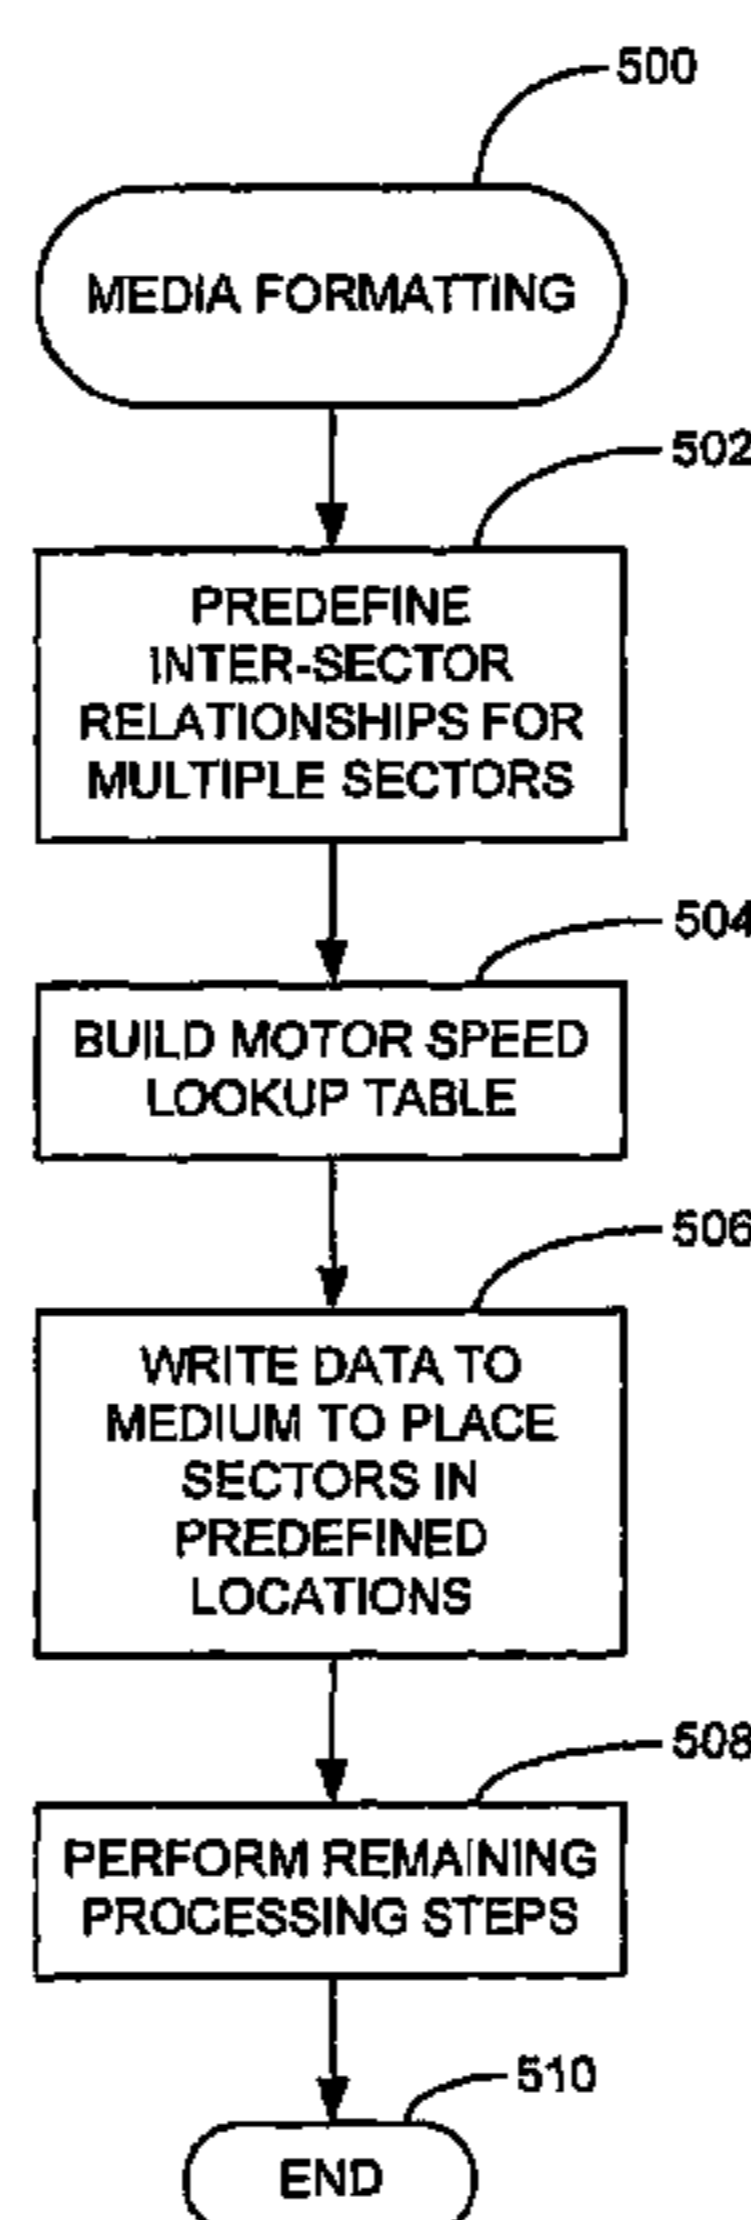 500
MEDIA FORMATTING
502
PREDEFINE
INTER-SECTOR
RELATIONSHIPS FOR
MULTIPLE SECTORS
504
BUILD MOTOR SPEED
LOOKUP TABLE
506
WRITE DATA TO
MEDIUM TO PLACE
SECTORS IN
PREDEFINED
LOCATIONS
508
PERFORM REMAINING
PROCESSING STEPS
510
END